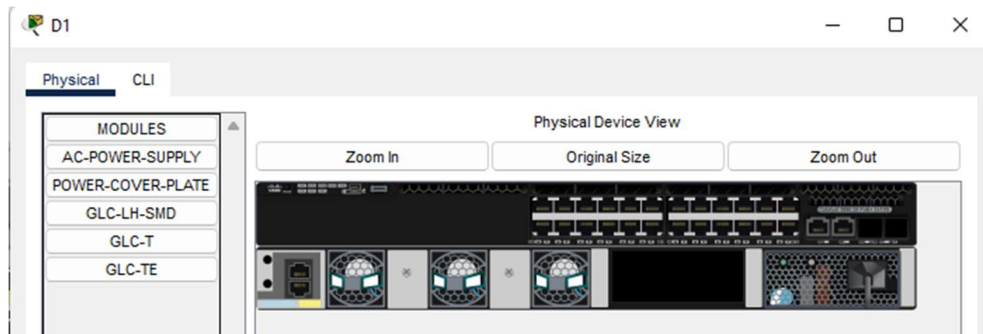 D1
Physical CLI
MODULES
AC-POWER-SUPPLY
POWER-COVER-PLATE
GLC-LH-SMD
GLC-T
GLC-TE
Physical Device View
Zoom In Original Size Zoom Out